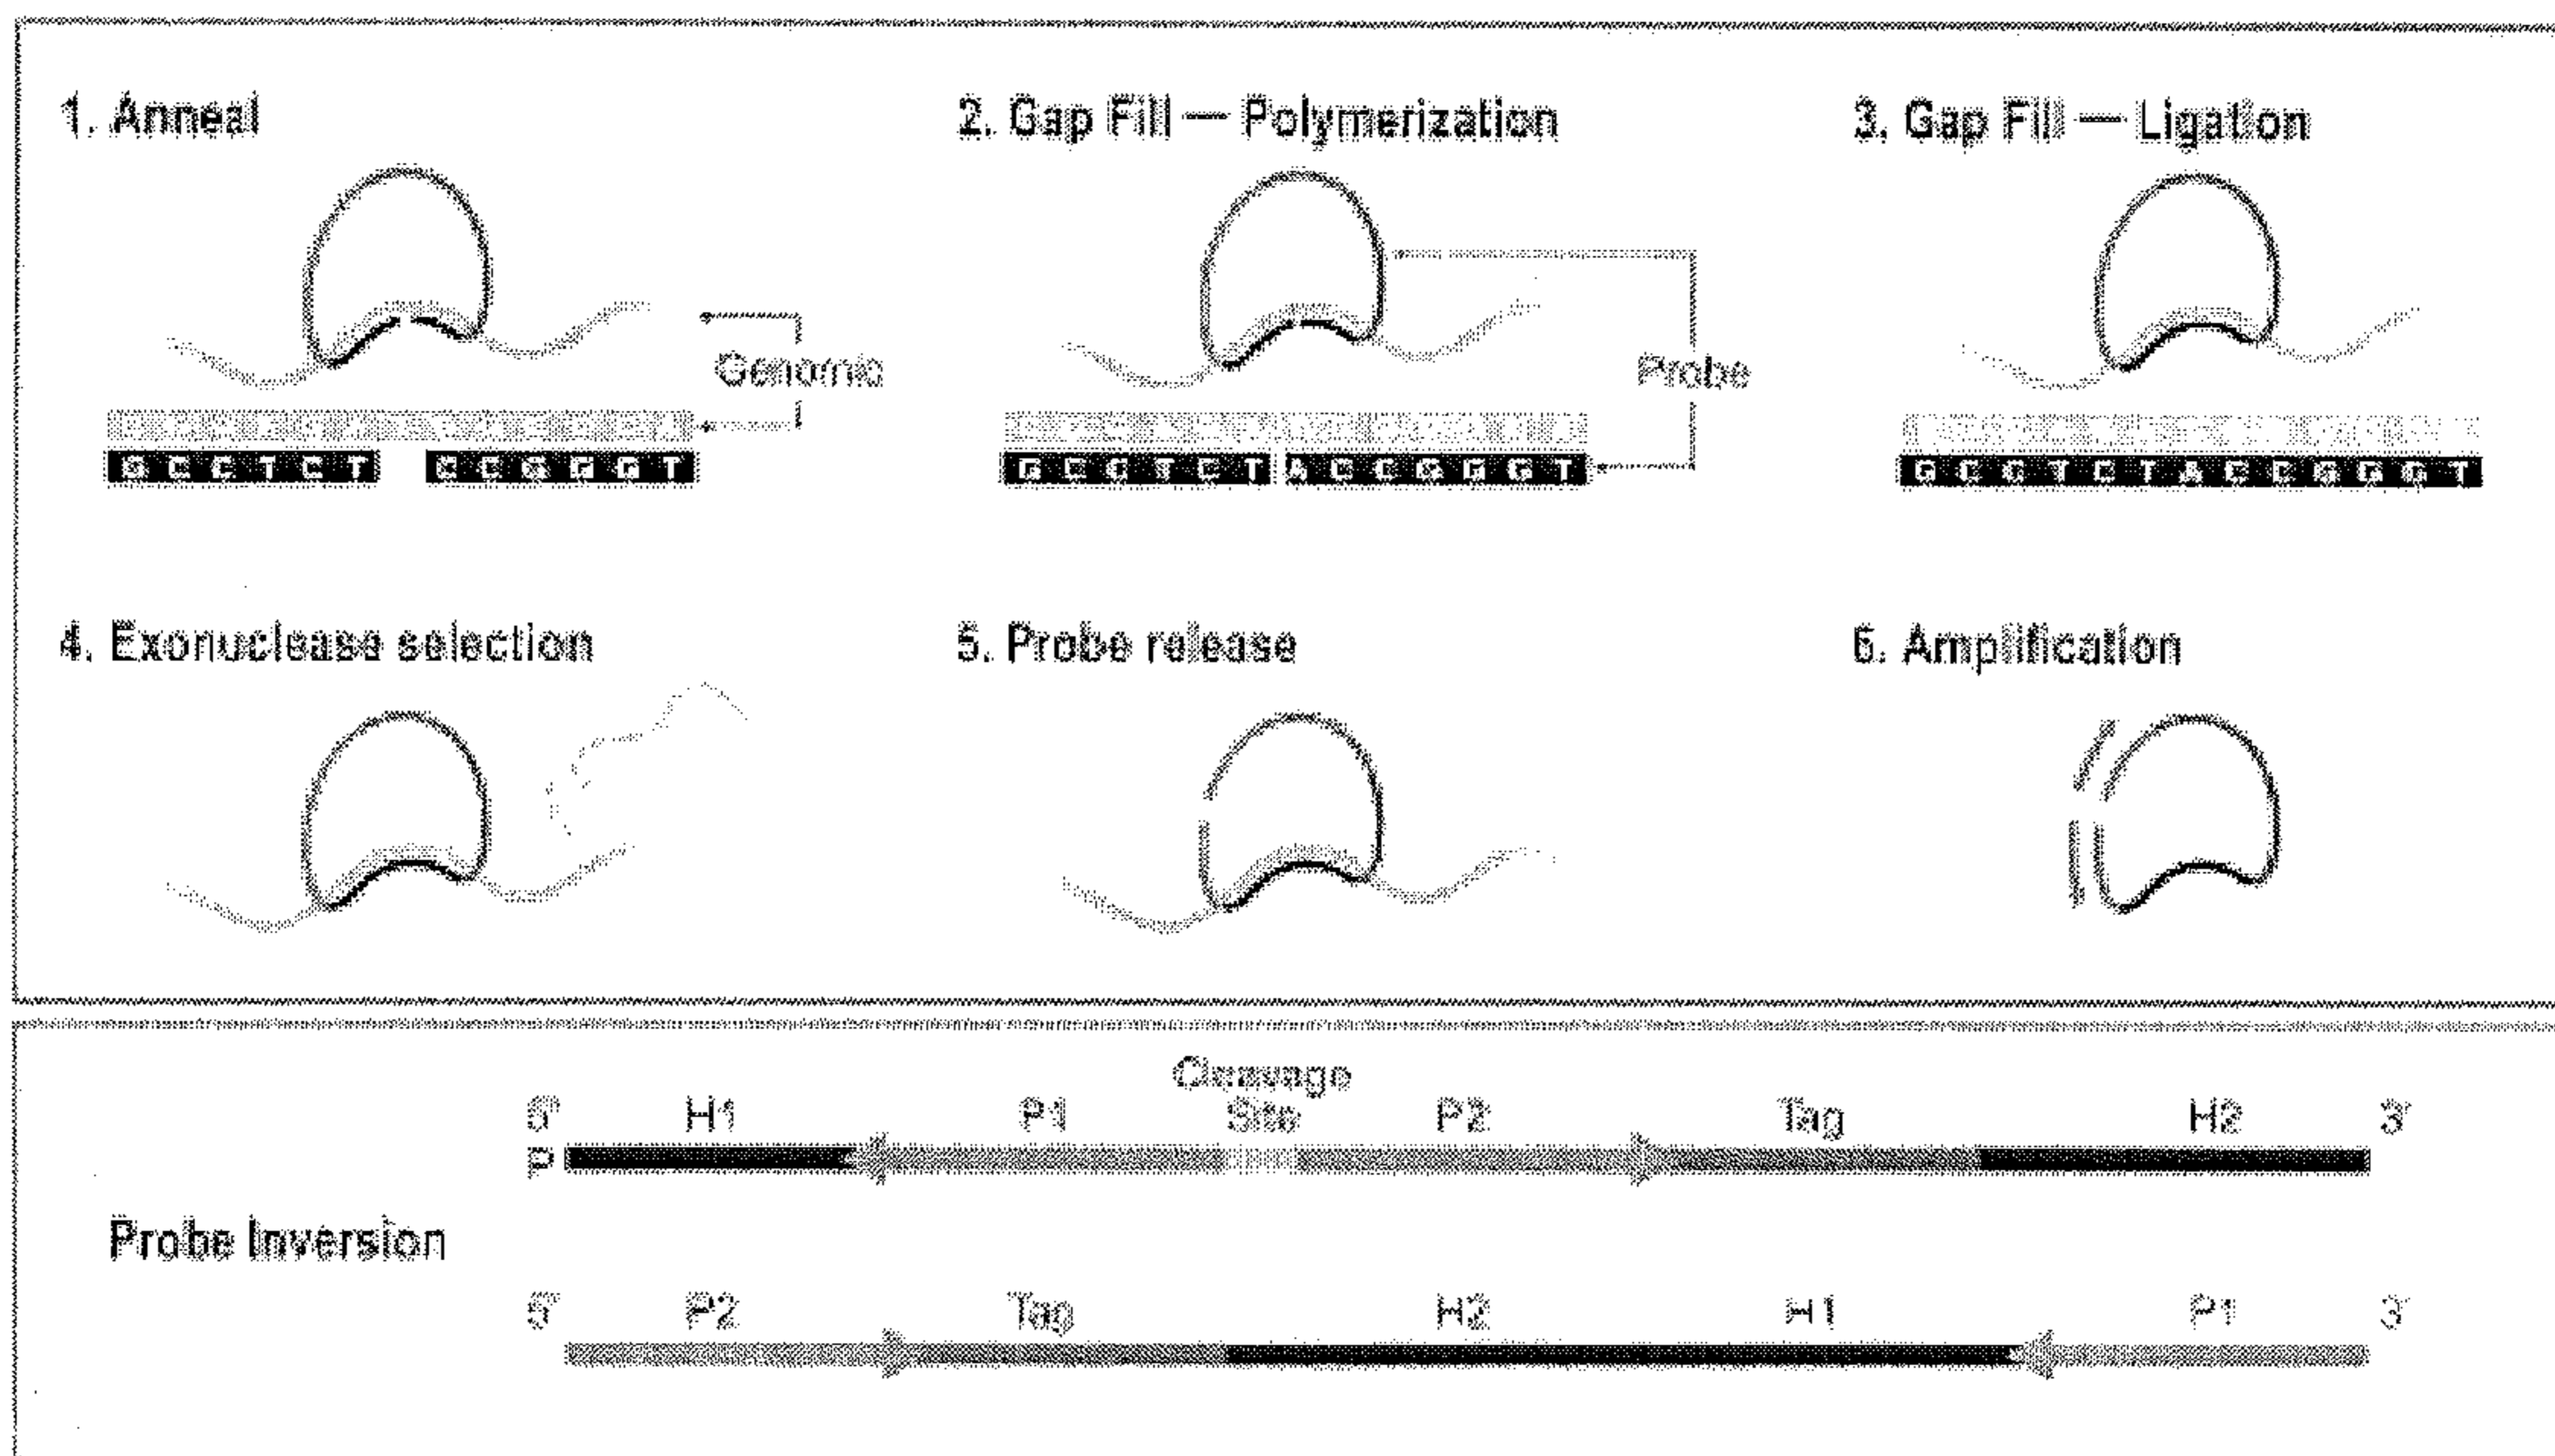 1. Anneal
2. Gap Fill — Polymerization
3. Gap Fill — Ligation
Genomic
Probe
G C C T C T C C G G G T
G C G T C T A C C G G G T
G C G T C T A C C G G G T
4. Exonuclease selection
5. Probe release
6. Amplification
Cleavage
5' H1 P1 Site P2 Tag H2 3'
P
Probe Inversion
5' P2 Tag H2 H1 P1 3'